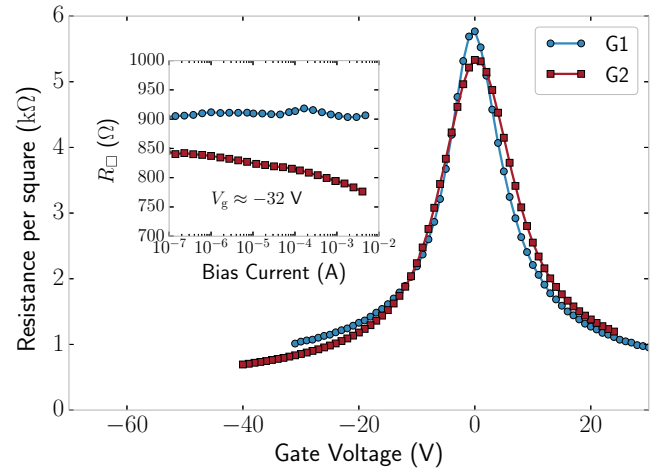 6
G1
G2
5
4
3
2
1
0
Resistance per square (kΩ)
1000
950
900
850
800
750
700
R□ (Ω)
Vg ≈ −32 V
10−7 10−6 10−5 10−4 10−3 10−2
Bias Current (A)
−60 −40 −20 0 20
Gate Voltage (V)